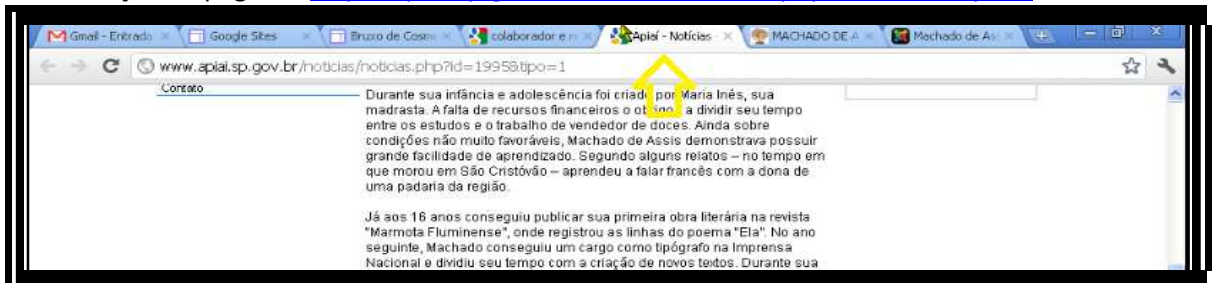 Gmail - Entrada
Google Sites
Bruxo de Cosm
colaborador e r
Apiaí - Notícias
MACHADO DE A
Machado de As
www.apiai.sp.gov.br/noticias/noticias.php?id=1995&tipo=1
Contato
Durante sua infância e adolescência foi criado por Maria Inês, sua
madrasta. A falta de recursos financeiros o obrigou a dividir seu tempo
entre os estudos e o trabalho de vendedor de doces. Ainda sobre
condições não muito favoráveis, Machado de Assis demonstrava possuir
grande facilidade de aprendizado. Segundo alguns relatos – no tempo em
que morou em São Cristóvão – aprendeu a falar francês com a dona de
uma padaria da região.
Já aos 16 anos conseguiu publicar sua primeira obra literária na revista
"Marmota Fluminense", onde registrou as linhas do poema "Ela". No ano
seguinte, Machado conseguiu um cargo como tipógrafo na Imprensa
Nacional e dividiu seu tempo com a criação de novos textos. Durante sua